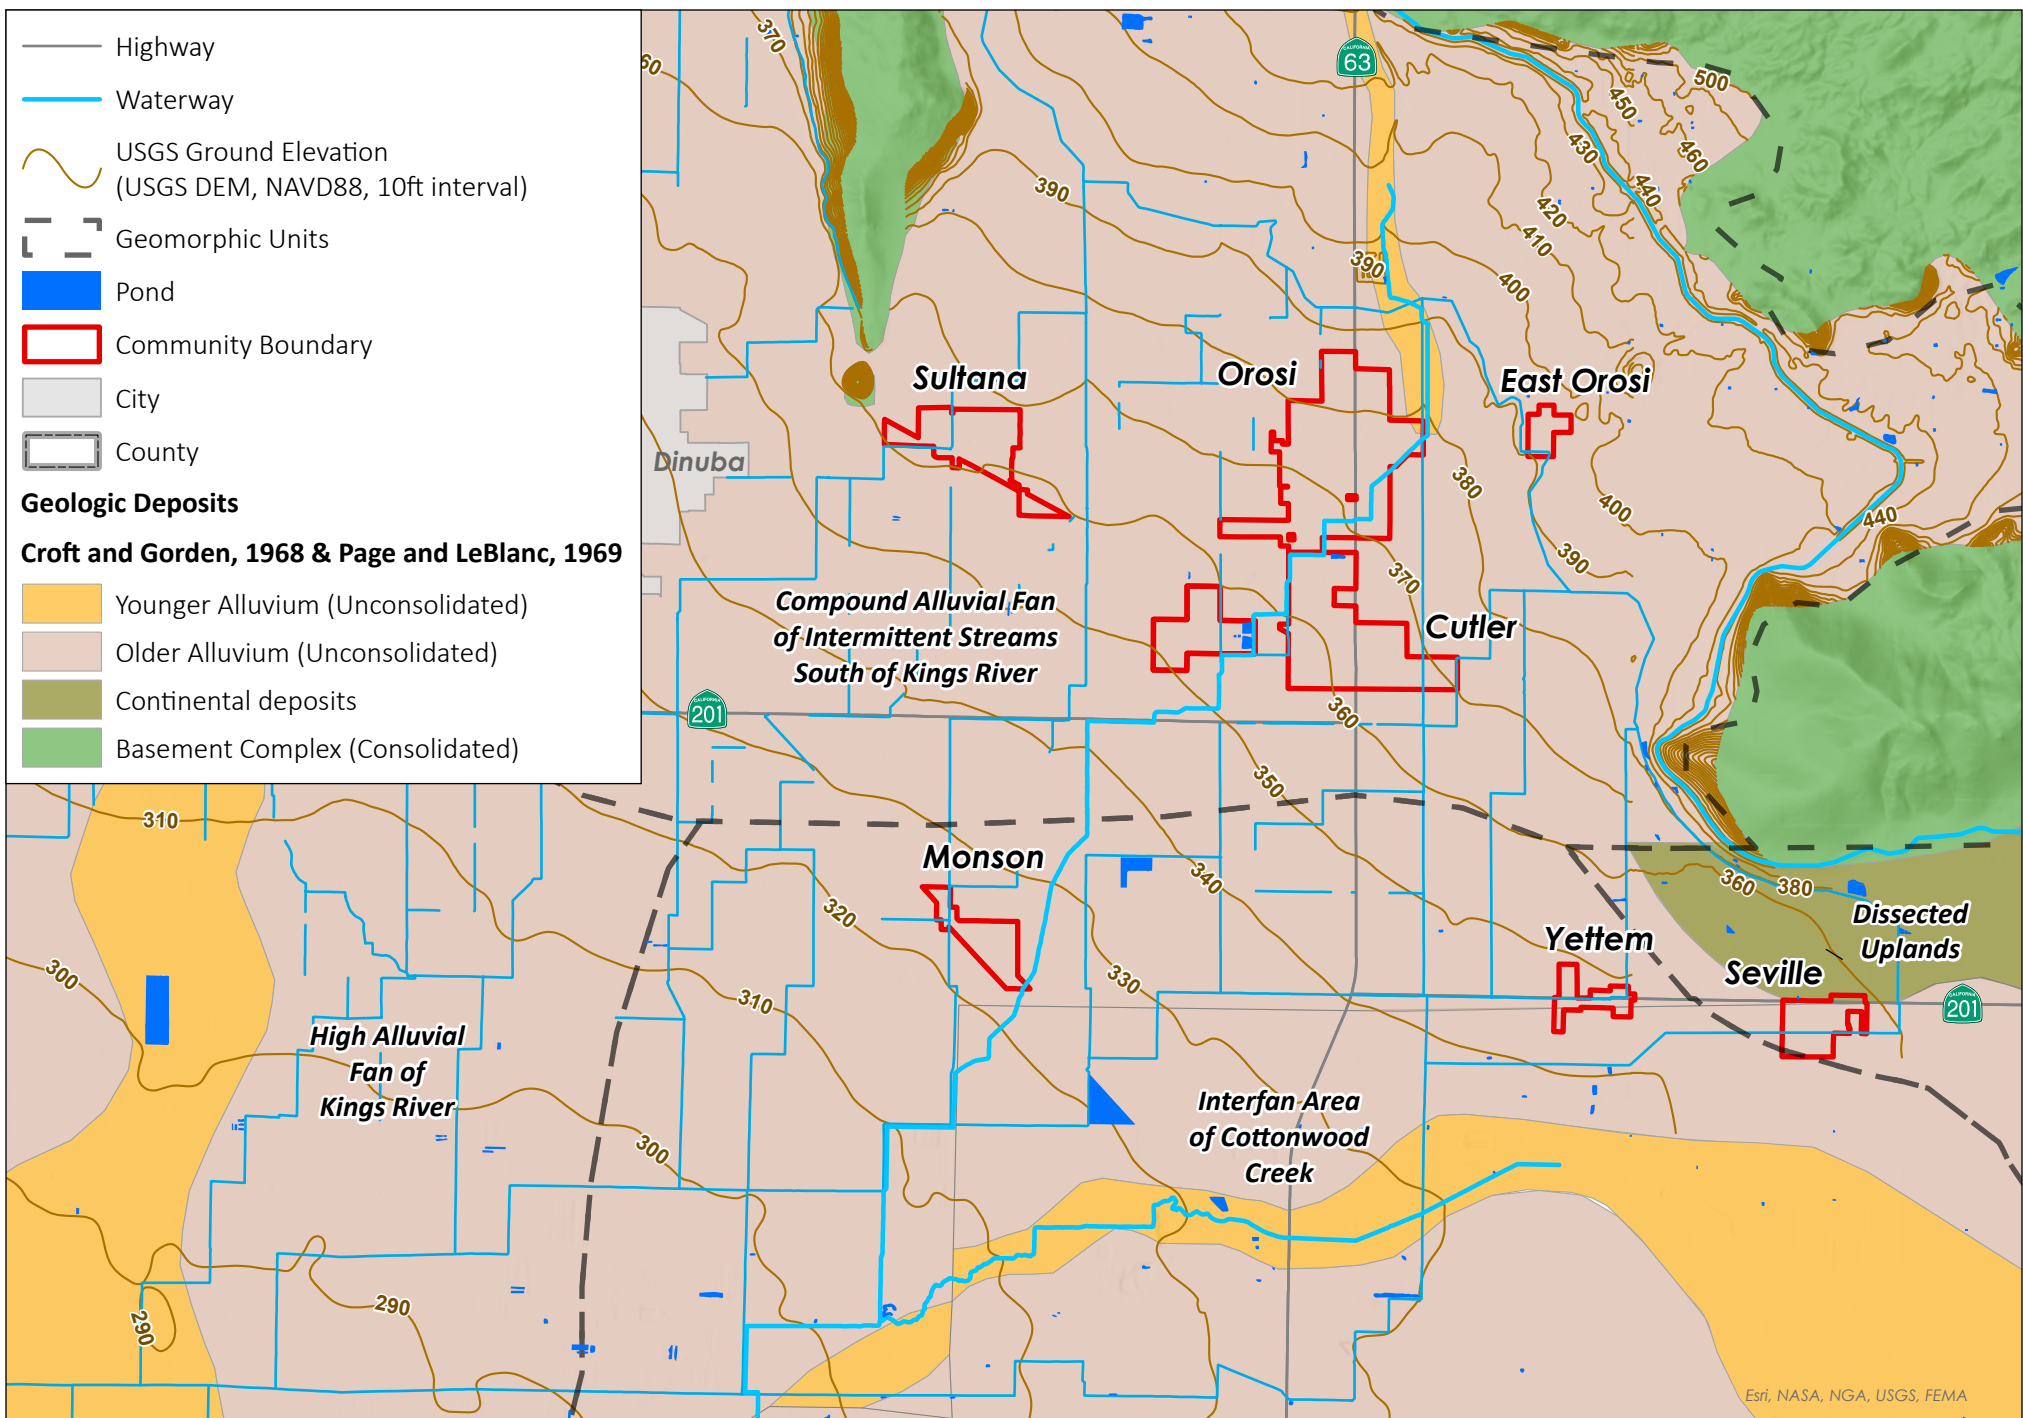 Highway
Waterway
USGS Ground Elevation
(USGS DEM, NAVD88, 10ft interval)
Geomorphic Units
Pond
Community Boundary
City
County
Geologic Deposits
Croft and Gorden, 1968 & Page and LeBlanc, 1969
Younger Alluvium (Unconsolidated)
Older Alluvium (Unconsolidated)
Continental deposits
Basement Complex (Consolidated)
370
60
CALIFORNIA
63
500
450
430
460
440
420
410
390
390
400
Sultana
Orosi
East Orosi
Dinuba
380
400
440
390
370
Compound Alluvial Fan
of Intermittent Streams
South of Kings River
Cutler
CALIFORNIA
201
360
350
310
Monson
340
360
380
320
Dissected
Uplands
Yettem
Seville
300
330
310
CALIFORNIA
201
High Alluvial
Fan of
Kings River
Interfan Area
of Cottonwood
Creek
300
290
290
Esri, NASA, NGA, USGS, FEMA